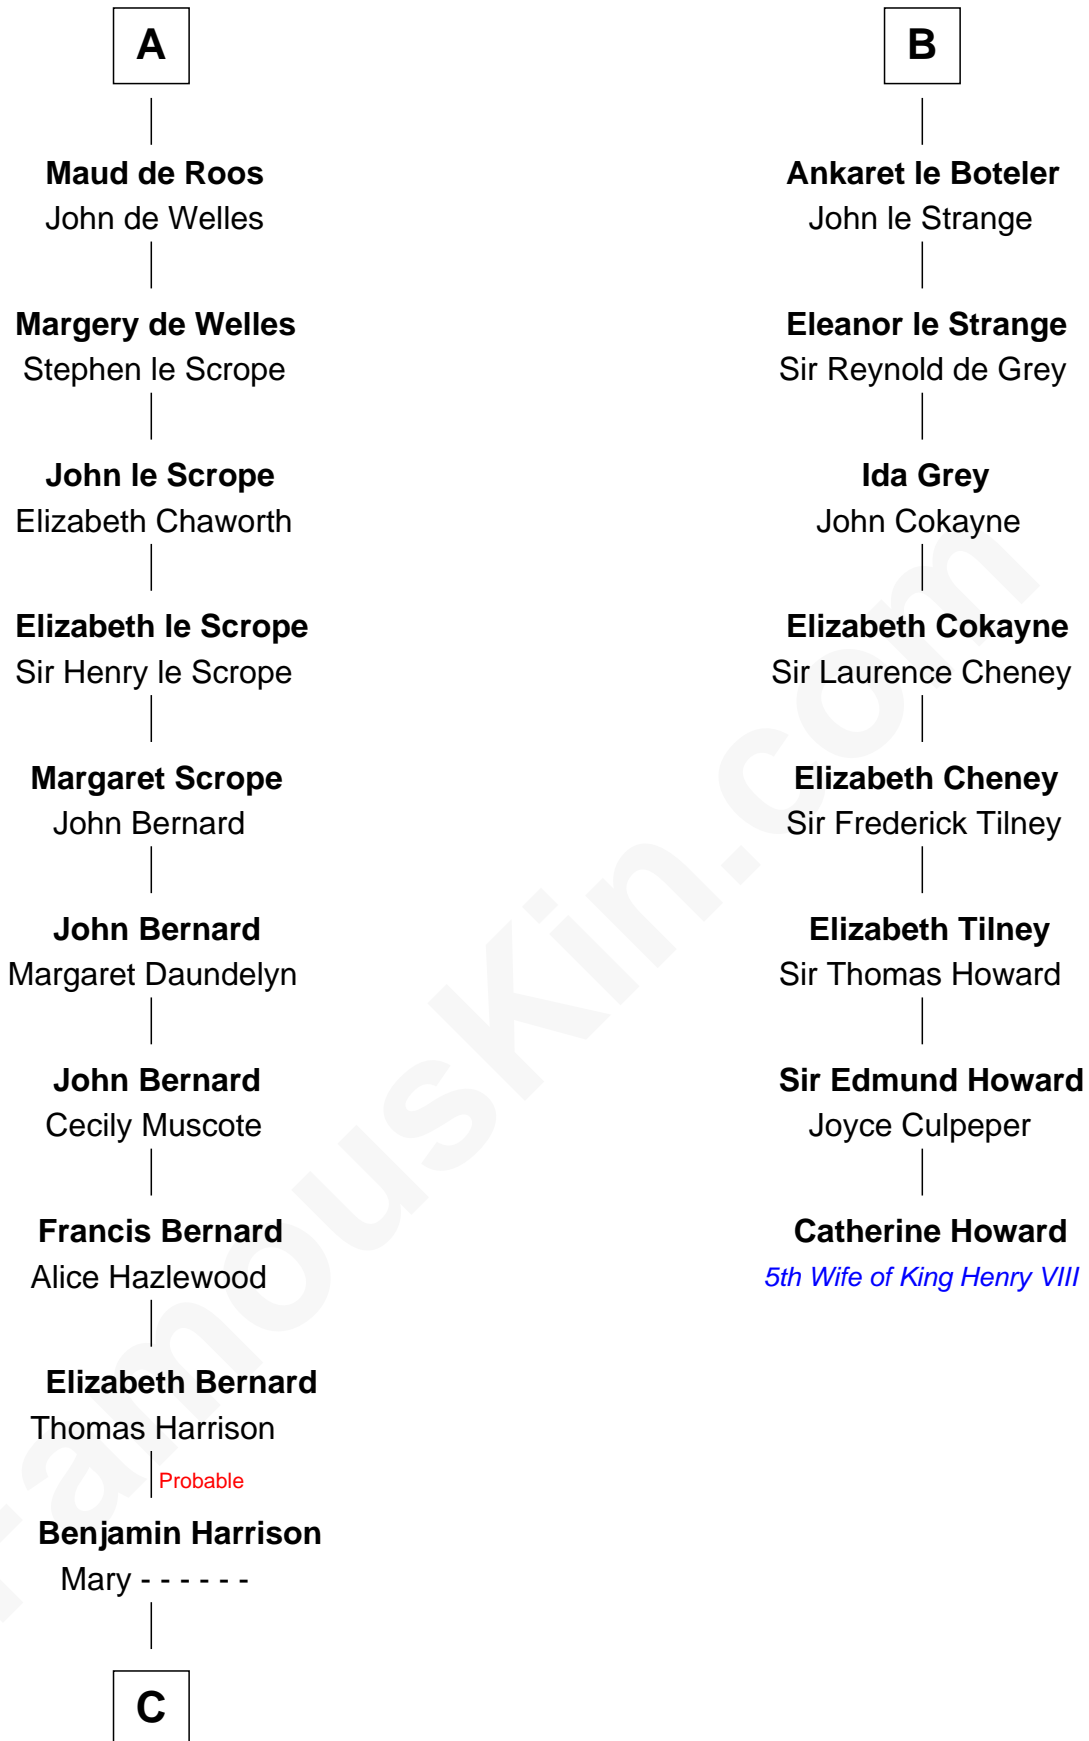 A
Maud de Roos
John de Welles
Margery de Welles
Stephen le Scrope
John le Scrope
Elizabeth Chaworth
Elizabeth le Scrope
Sir Henry le Scrope
Margaret Scrope
John Bernard
John Bernard
Margaret Daundelyn
John Bernard
Cecily Muscote
Francis Bernard
Alice Hazlewood
Elizabeth Bernard
Thomas Harrison
Probable
Benjamin Harrison
Mary - - - - - -
C
B
Ankaret le Boteler
John le Strange
Eleanor le Strange
Sir Reynold de Grey
Ida Grey
John Cokayne
Elizabeth Cokayne
Sir Laurence Cheney
Elizabeth Cheney
Sir Frederick Tilney
Elizabeth Tilney
Sir Thomas Howard
Sir Edmund Howard
Joyce Culpeper
Catherine Howard
5th Wife of King Henry VIII
FamousKin.com